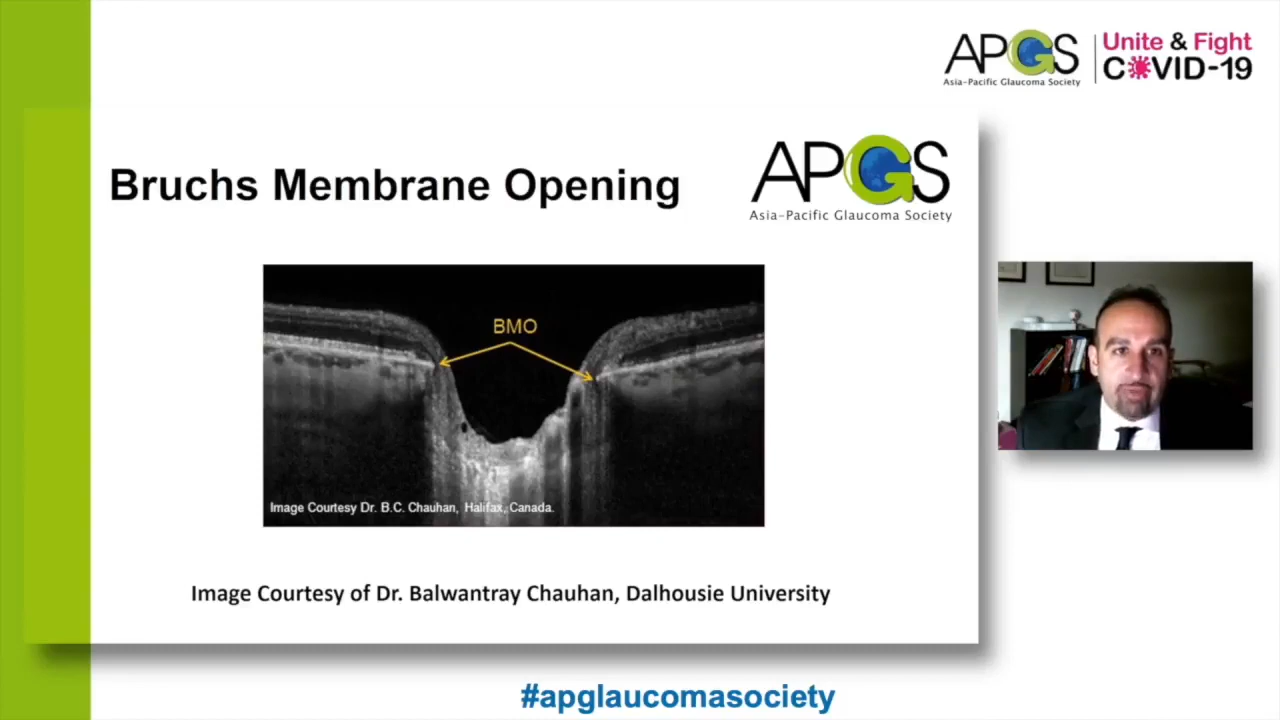 APGS
Asia-Pacific Glaucoma Society
Unite & Fight
COVID-19
Bruchs Membrane Opening
APGS
Asia-Pacific Glaucoma Society
BMO
Image Courtesy Dr. B.C. Chauhan, Halifax, Canada.
Image Courtesy of Dr. Balwantray Chauhan, Dalhousie University
#apglaucomasociety